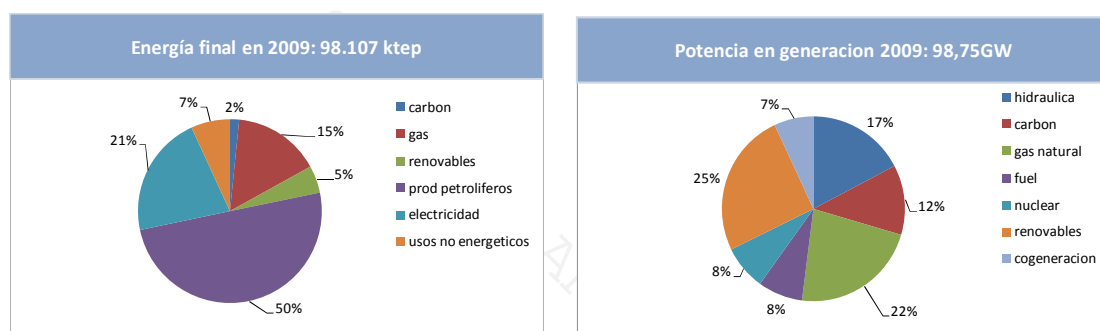 Energía final en 2009: 98.107 ktep
7%
2%
15%
21%
5%
50%
carbon
gas
renovables
prod petroliferos
electricidad
usos no energeticos
Potencia en generacion 2009: 98,75GW
7%
17%
25%
12%
8%
8%
22%
hidraulica
carbon
gas natural
fuel
nuclear
renovables
cogeneracion